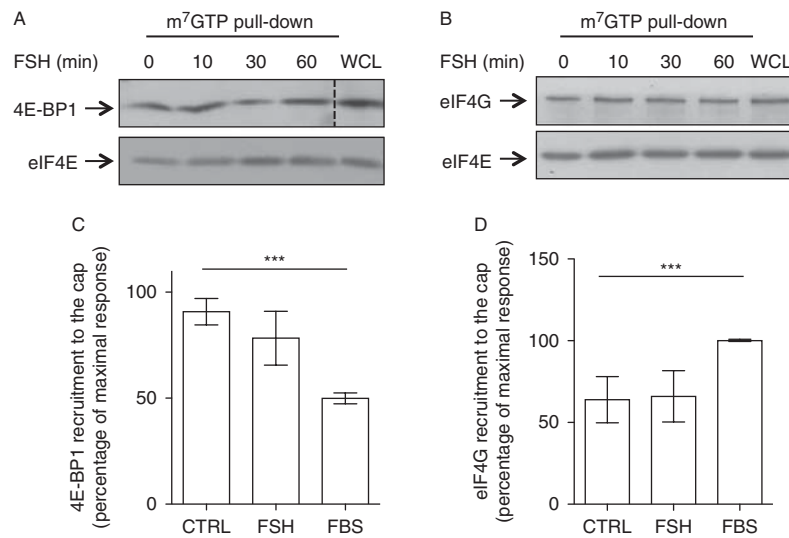 A
m⁷GTP pull-down
FSH (min) 0 10 30 60 WCL
4E-BP1
eIF4E
B
m⁷GTP pull-down
FSH (min) 0 10 30 60 WCL
eIF4G
eIF4E
C
4E-BP1 recruitment to the cap
(percentage of maximal response)
100
50
0
***
CTRL FSH FBS
D
eIF4G recruitment to the cap
(percentage of maximal response)
150
100
50
0
***
CTRL FSH FBS